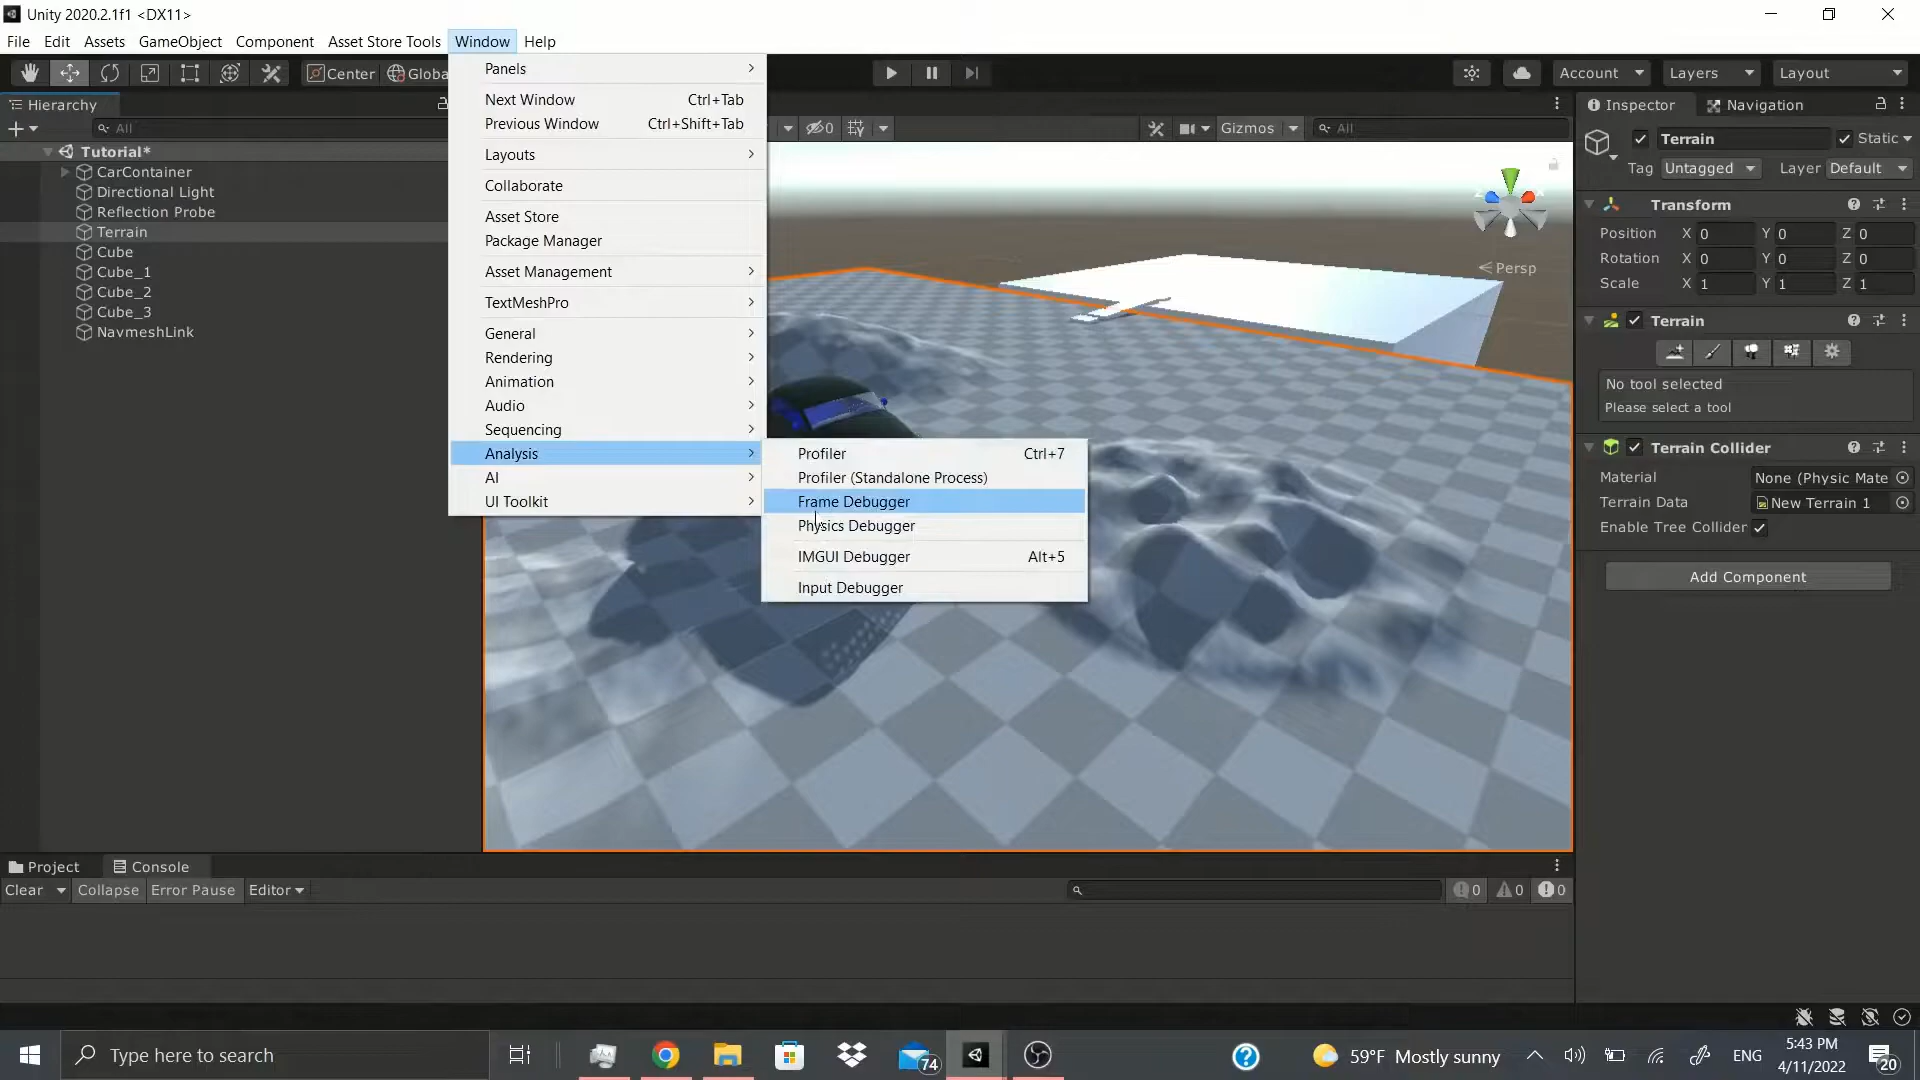 Unity 2020.2.1f1 <DX11>
File Edit Assets GameObject Component Asset Store Tools Window Help
Center Globa
Account Layers Layout
Panels
Next Window Ctrl+Tab
Previous Window Ctrl+Shift+Tab
Layouts
Collaborate
Asset Store
Package Manager
Asset Management
TextMeshPro
General
Rendering
Animation
Audio
Sequencing
Analysis
AI
UI Toolkit
Profiler Ctrl+7
Profiler (Standalone Process)
Frame Debugger
Physics Debugger
IMGUI Debugger Alt+5
Input Debugger
Hierarchy
All
Tutorial*
CarContainer
Directional Light
Reflection Probe
Terrain
Cube
Cube_1
Cube_2
Cube_3
NavmeshLink
0 Gizmos All
Persp
Inspector Navigation
Terrain Static
Tag Untagged Layer Default
Transform
Position X 0 Y 0 Z 0
Rotation X 0 Y 0 Z 0
Scale X 1 Y 1 Z 1
Terrain
No tool selected
Please select a tool
Terrain Collider
Material None (Physic Mate
Terrain Data New Terrain 1
Enable Tree Collider
Add Component
Project Console
Clear Collapse Error Pause Editor 0 0 0
Type here to search
74
59°F Mostly sunny
ENG
5:43 PM
4/11/2022
20